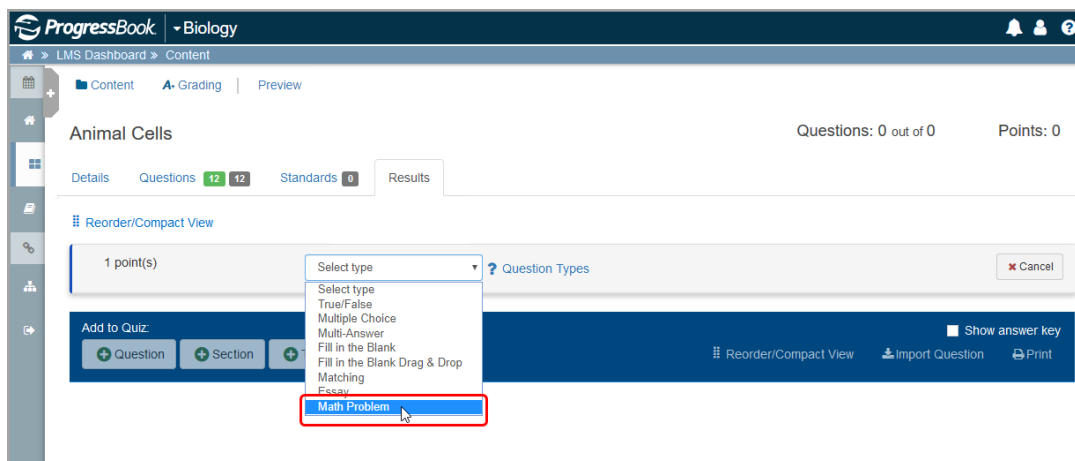 ProgressBook Biology
» LMS Dashboard » Content
Content A+ Grading Preview
Animal Cells Questions: 0 out of 0 Points: 0
Details Questions 12 12 Standards 0 Results
Reorder/Compact View
1 point(s) Select type ? Question Types × Cancel
Select type
True/False
Multiple Choice
Multi-Answer
Fill in the Blank
Fill in the Blank Drag & Drop
Matching
Essay
Math Problem
Add to Quiz: Show answer key
Question Section Reorder/Compact View Import Question Print